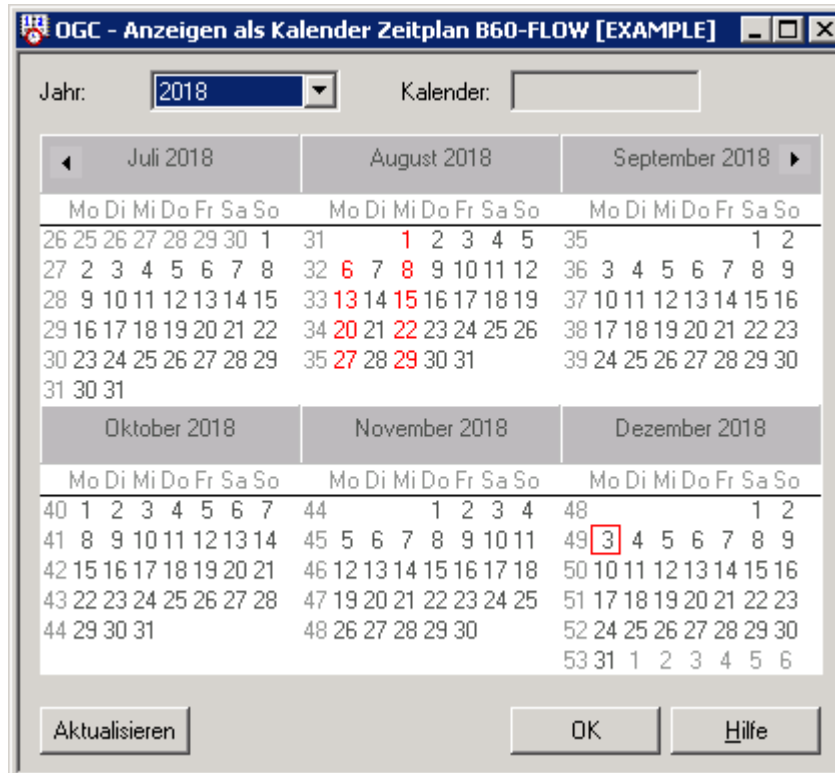 OGC - Anzeigen als Kalender Zeitplan B60-FLOW [EXAMPLE]
Jahr: 2018 Kalender:
Juli 2018 August 2018 September 2018
Mo Di Mi Do Fr Sa So Mo Di Mi Do Fr Sa So Mo Di Mi Do Fr Sa So
26 25 26 27 28 29 30 1 31 1 2 3 4 5 35 1 2
27 2 3 4 5 6 7 8 32 6 7 8 9 10 11 12 36 3 4 5 6 7 8 9
28 9 10 11 12 13 14 15 33 13 14 15 16 17 18 19 37 10 11 12 13 14 15 16
29 16 17 18 19 20 21 22 34 20 21 22 23 24 25 26 38 17 18 19 20 21 22 23
30 23 24 25 26 27 28 29 35 27 28 29 30 31 39 24 25 26 27 28 29 30
31 30 31
Oktober 2018 November 2018 Dezember 2018
Mo Di Mi Do Fr Sa So Mo Di Mi Do Fr Sa So Mo Di Mi Do Fr Sa So
40 1 2 3 4 5 6 7 44 1 2 3 4 48 1 2
41 8 9 10 11 12 13 14 45 5 6 7 8 9 10 11 49 3 4 5 6 7 8 9
42 15 16 17 18 19 20 21 46 12 13 14 15 16 17 18 50 10 11 12 13 14 15 16
43 22 23 24 25 26 27 28 47 19 20 21 22 23 24 25 51 17 18 19 20 21 22 23
44 29 30 31 48 26 27 28 29 30 52 24 25 26 27 28 29 30
53 31 1 2 3 4 5 6
Aktualisieren OK Hilfe